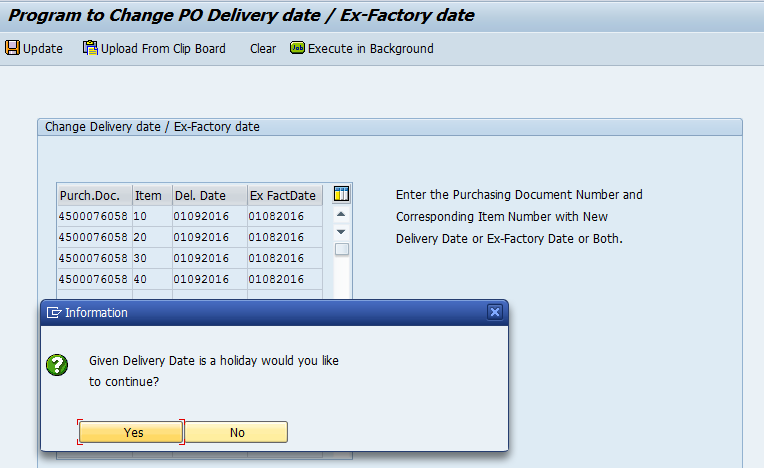 Program to Change PO Delivery date / Ex-Factory date
Update Upload From Clip Board Clear Job Execute in Background
Change Delivery date / Ex-Factory date
Purch.Doc. Item Del. Date Ex FactDate
4500076058 10 01092016 01082016
4500076058 20 01092016 01082016
4500076058 30 01092016 01082016
4500076058 40 01092016 01082016
Enter the Purchasing Document Number and
Corresponding Item Number with New
Delivery Date or Ex-Factory Date or Both.
Information
Given Delivery Date is a holiday would you like
to continue?
Yes No